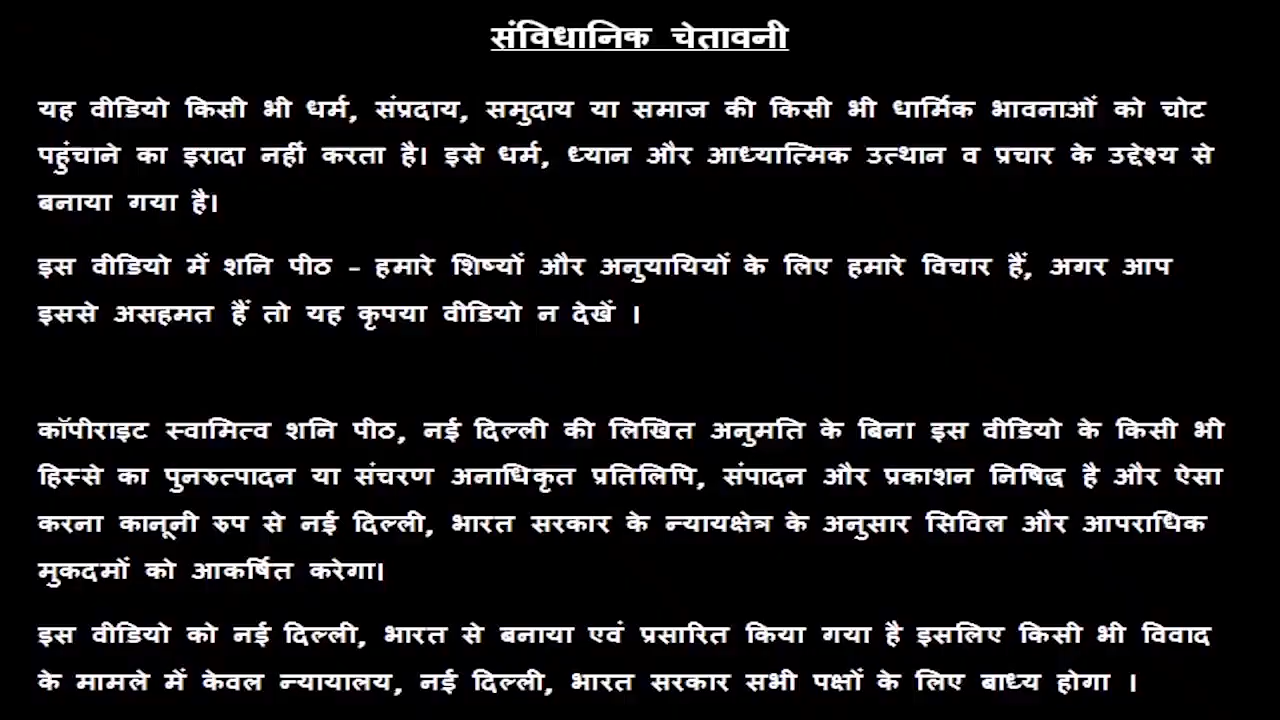 संविधानिक चेतावनी
यह वीडियो किसी भी धर्म, संप्रदाय, समुदाय या समाज की किसी भी धार्मिक भावनाओं को चोट
पहुंचाने का इरादा नहीं करता है। इसे धर्म, ध्यान और आध्यात्मिक उत्थान व प्रचार के उद्देश्य से
बनाया गया है।
इस वीडियो में शनि पीठ – हमारे शिष्यों और अनुयायियों के लिए हमारे विचार हैं, अगर आप
इससे असहमत हैं तो यह कृपया वीडियो न देखें ।
कॉपीराइट स्वामित्व शनि पीठ, नई दिल्ली की लिखित अनुमति के बिना इस वीडियो के किसी भी
हिस्से का पुनरुत्पादन या संचरण अनाधिकृत प्रतिलिपि, संपादन और प्रकाशन निषिद्ध है और ऐसा
करना कानूनी रुप से नई दिल्ली, भारत सरकार के न्यायक्षेत्र के अनुसार सिविल और आपराधिक
मुकदमों को आकर्षित करेगा।
इस वीडियो को नई दिल्ली, भारत से बनाया एवं प्रसारित किया गया है इसलिए किसी भी विवाद
के मामले में केवल न्यायालय, नई दिल्ली, भारत सरकार सभी पक्षों के लिए बाध्य होगा ।